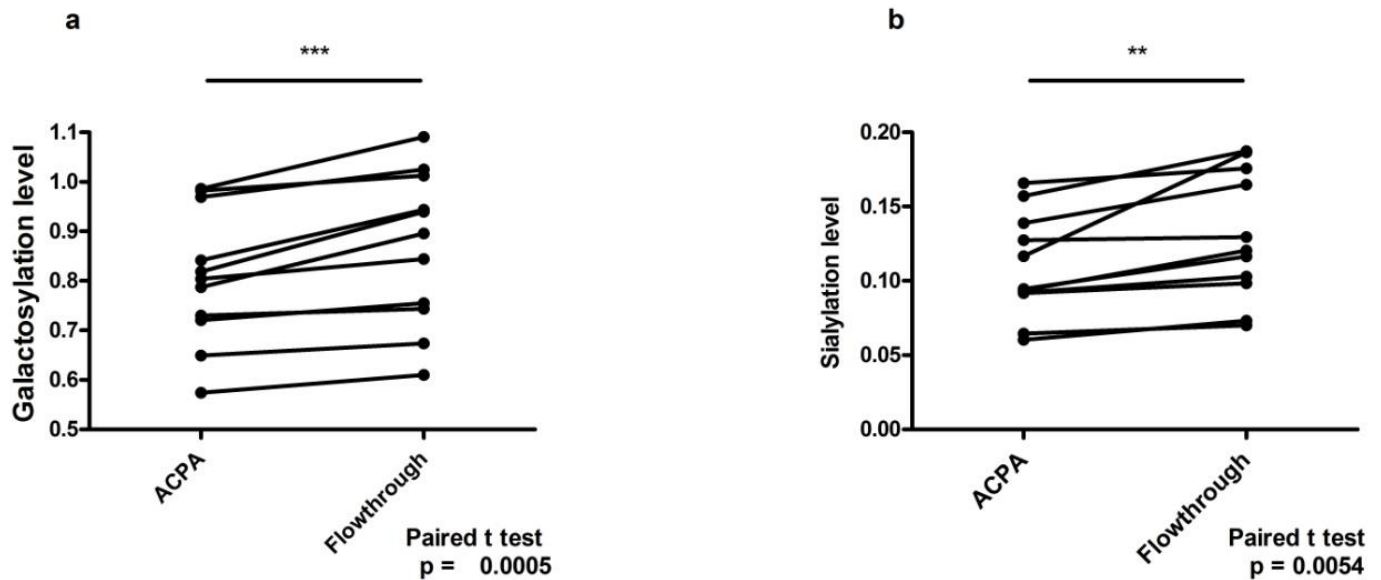 a
***
Galactosylation level
1.1
1.0
0.9
0.8
0.7
0.6
0.5
ACPA
Flowthrough
Paired t test
p = 0.0005
b
**
Sialylation level
0.20
0.15
0.10
0.05
0.00
ACPA
Flowthrough
Paired t test
p = 0.0054